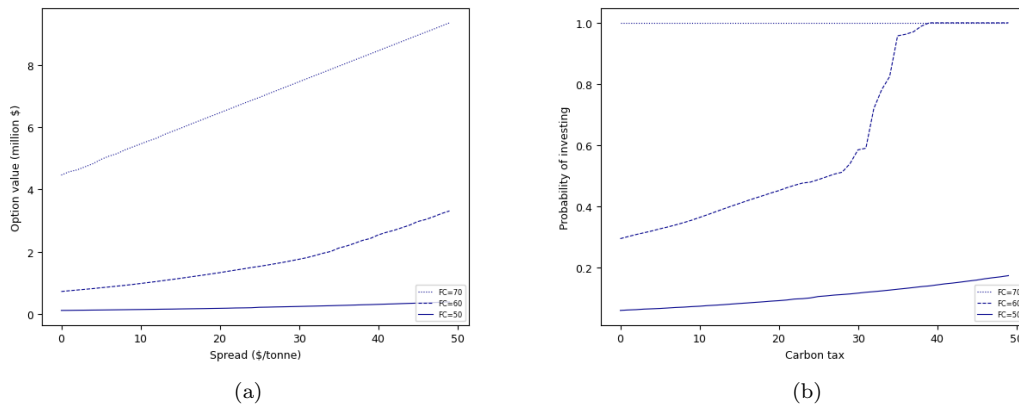 8
6
4
2
0
Option value (million $)
0 10 20 30 40 50
Spread ($/tonne)
FC=70
FC=60
FC=50
(a)
1.0
0.8
0.6
0.4
0.2
Probability of investing
0 10 20 30 40 50
Carbon tax
FC=70
FC=60
FC=50
(b)